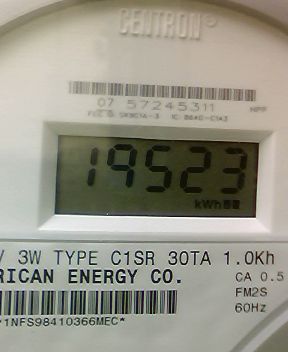 CENTRON®
07 57245311
19523
kWh
V 3W TYPE C1SR 30TA 1.0Kh
RICAN ENERGY CO.
CA 0.5
FM2S
60Hz
*1NFS98410366MEC*